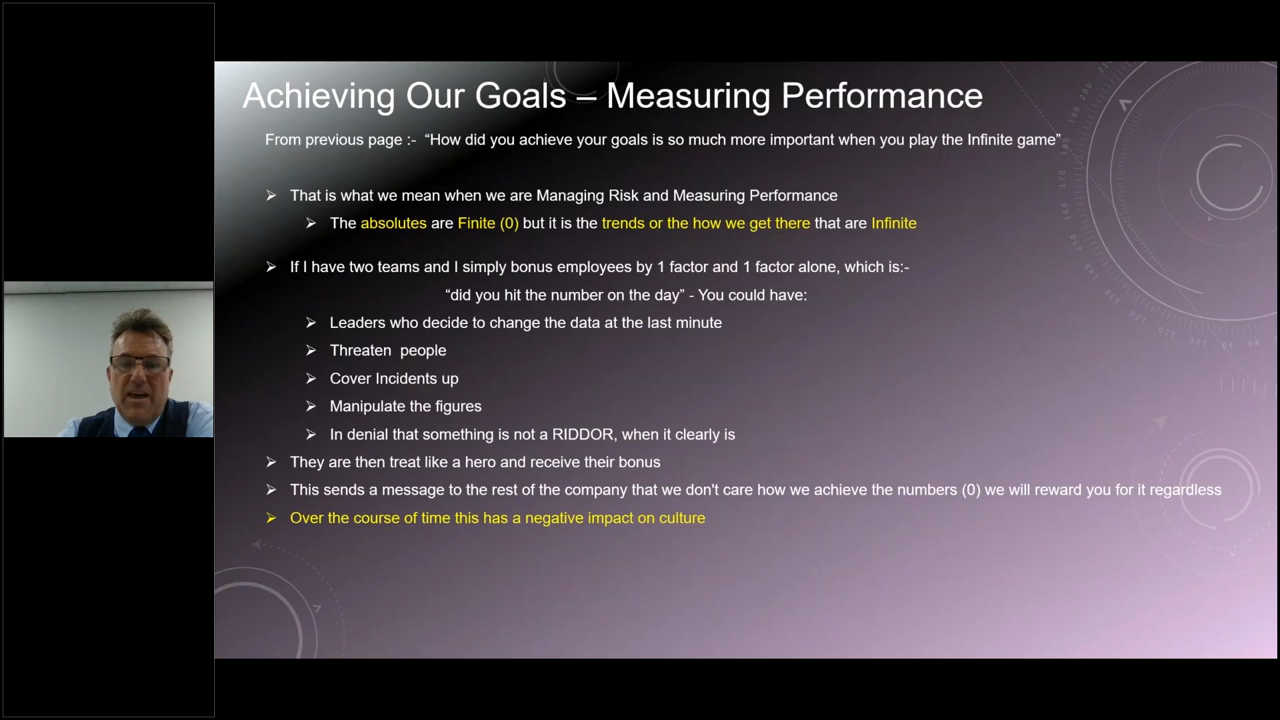 Achieving Our Goals – Measuring Performance
From previous page :- “How did you achieve your goals is so much more important when you play the Infinite game”
That is what we mean when we are Managing Risk and Measuring Performance
The absolutes are Finite (0) but it is the trends or the how we get there that are Infinite
If I have two teams and I simply bonus employees by 1 factor and 1 factor alone, which is:-
“did you hit the number on the day” - You could have:
Leaders who decide to change the data at the last minute
Threaten people
Cover Incidents up
Manipulate the figures
In denial that something is not a RIDDOR, when it clearly is
They are then treat like a hero and receive their bonus
This sends a message to the rest of the company that we don't care how we achieve the numbers (0) we will reward you for it regardless
Over the course of time this has a negative impact on culture